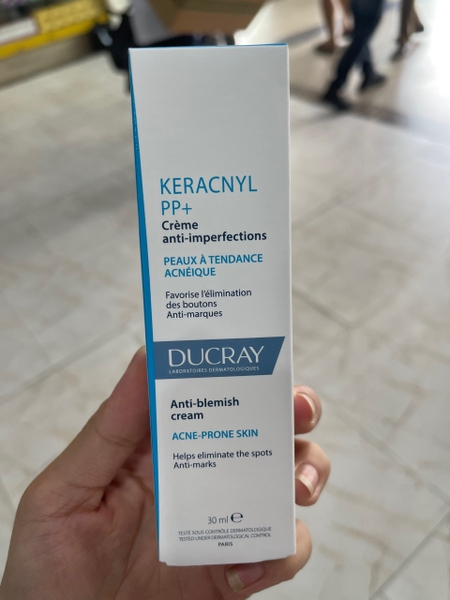 KERACNYL
PP+
Crème
anti-imperfections
PEAUX À TENDANCE
ACNÉIQUE
Favorise l'élimination
des boutons
Anti-marques
DUCRAY
LABORATOIRES DERMATOLOGIQUES
Anti-blemish
cream
ACNE-PRONE SKIN
Helps eliminate the spots
Anti-marks
30 ml ℮
TESTÉ SOUS CONTRÔLE DERMATOLOGIQUE
TESTED UNDER DERMATOLOGICAL CONTROL
PARIS